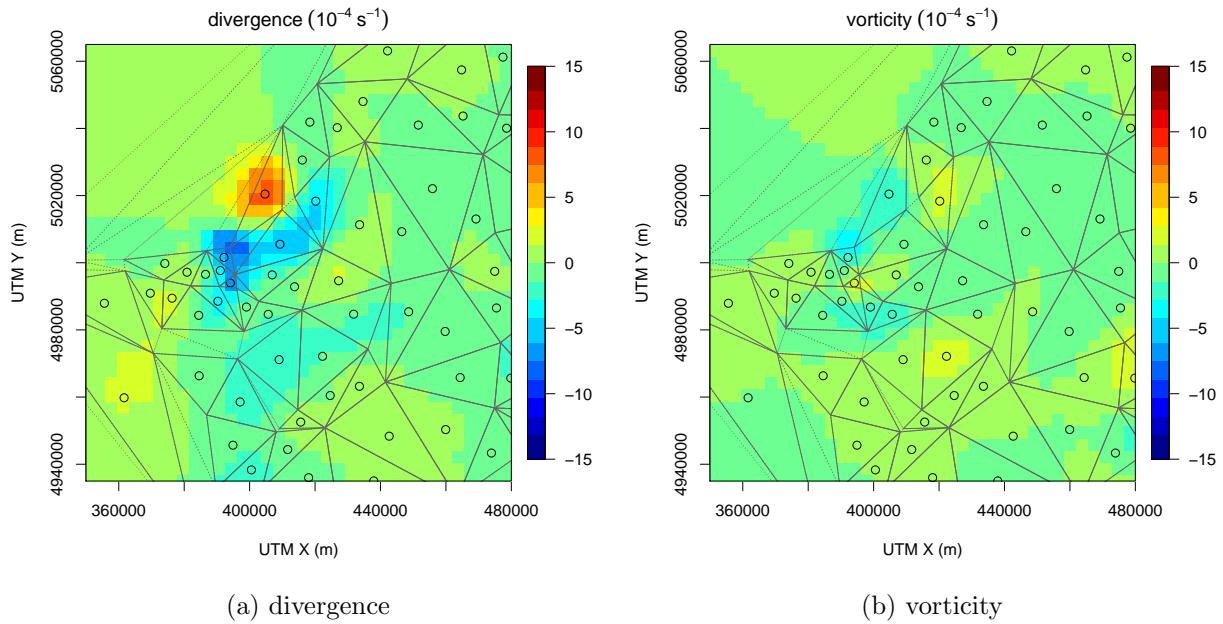 divergence (10⁻⁴ s⁻¹)
UTM Y (m)
5060000
5020000
4980000
4940000
360000 400000 440000 480000
UTM X (m)
15
10
5
0
−5
−10
−15
(a) divergence
vorticity (10⁻⁴ s⁻¹)
UTM Y (m)
5060000
5020000
4980000
4940000
360000 400000 440000 480000
UTM X (m)
15
10
5
0
−5
−10
−15
(b) vorticity